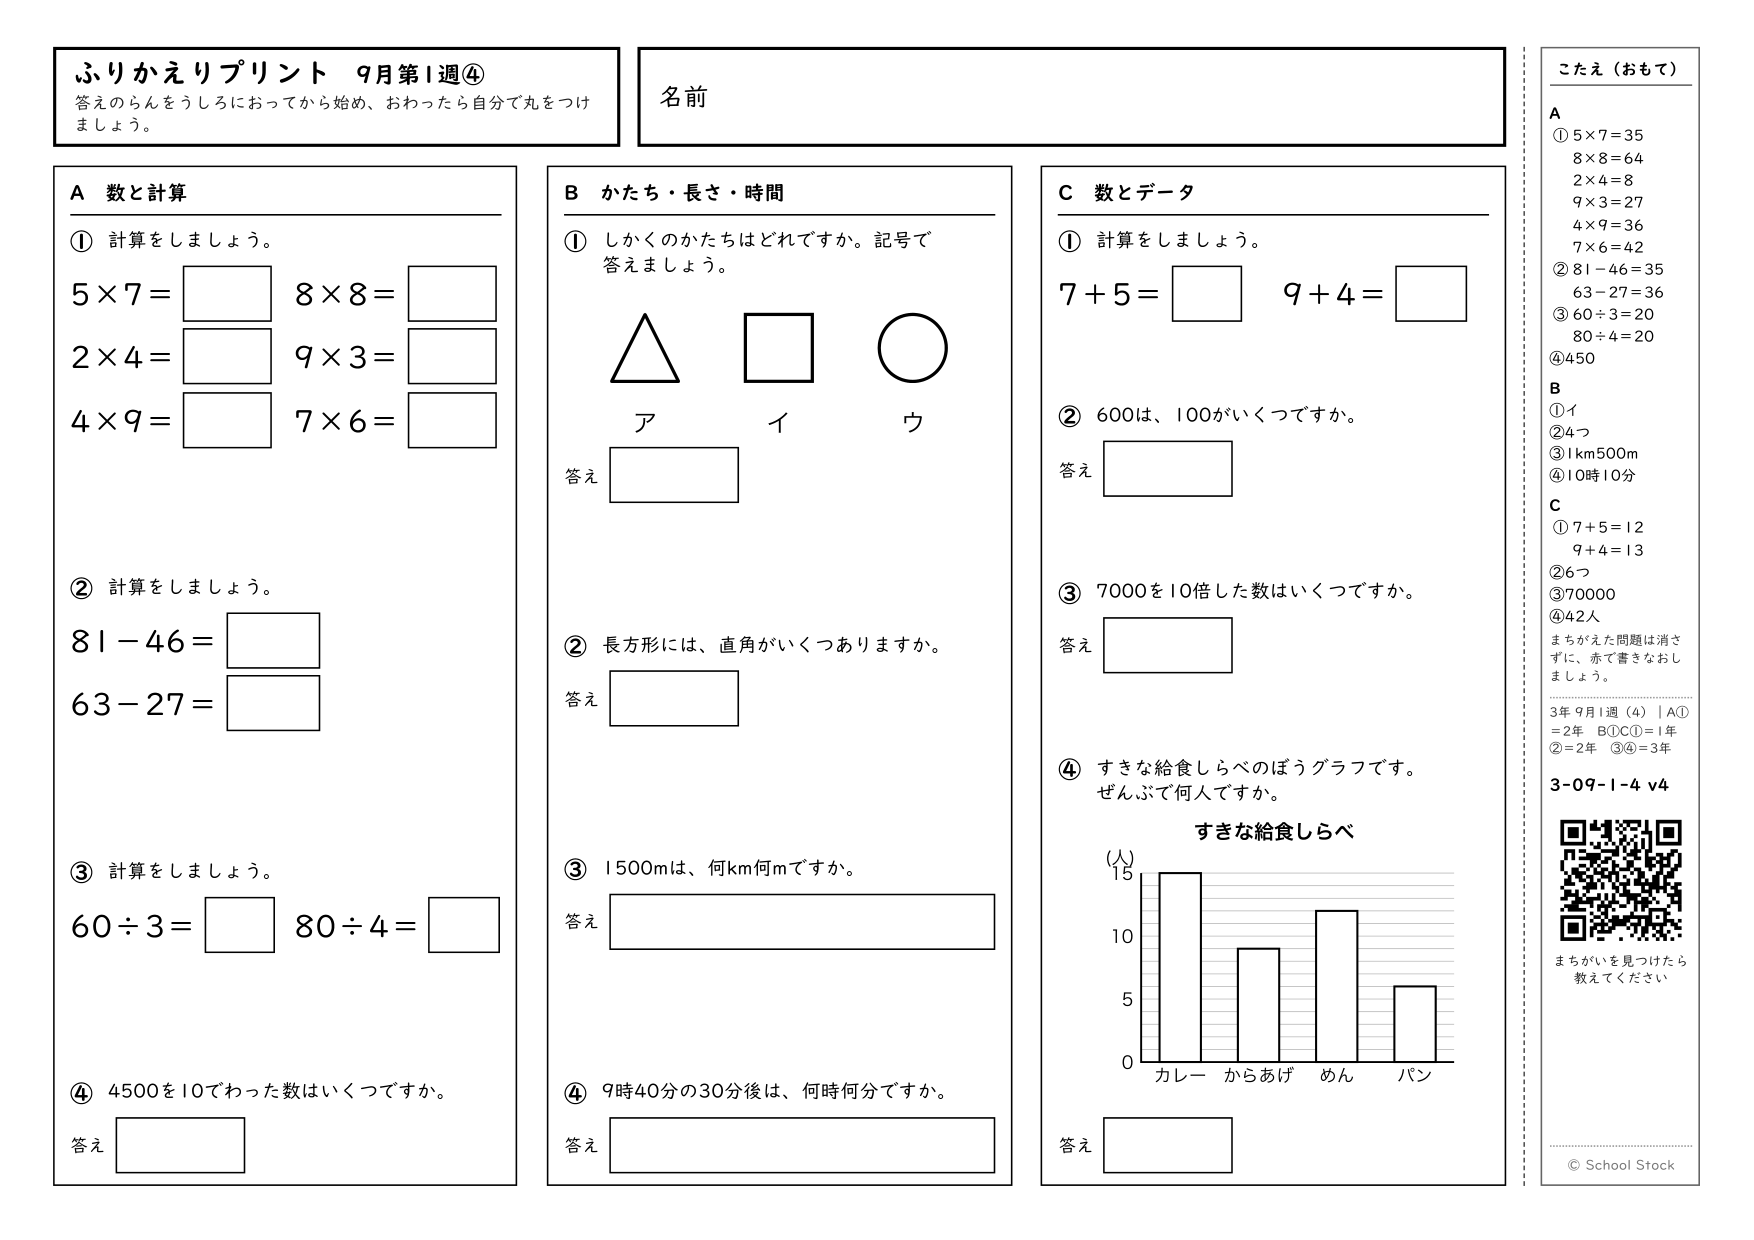 ふりかえりプリント　9月第1週④
答えのらんをうしろにおってから始め、おわったら自分で丸をつけ
ましょう。
名前
A　数と計算
① 計算をしましょう。
5×7＝　8×8＝
2×4＝　9×3＝
4×9＝　7×6＝
② 計算をしましょう。
81－46＝
63－27＝
③ 計算をしましょう。
60÷3＝　80÷4＝
④ 4500を10でわった数はいくつですか。
答え
B　かたち・長さ・時間
① しかくのかたちはどれですか。記号で
答えましょう。
ア　イ　ウ
答え
② 長方形には、直角がいくつありますか。
答え
③ 1500mは、何km何mですか。
答え
④ 9時40分の30分後は、何時何分ですか。
答え
C　数とデータ
① 計算をしましょう。
7＋5＝　9＋4＝
② 600は、100がいくつですか。
答え
③ 7000を10倍した数はいくつですか。
答え
④ すきな給食しらべのぼうグラフです。
ぜんぶで何人ですか。
すきな給食しらべ
(人)
15
10
5
0
カレー　からあげ　めん　パン
答え
こたえ（おもて）
A
① 5×7＝35
8×8＝64
2×4＝8
9×3＝27
4×9＝36
7×6＝42
② 81－46＝35
63－27＝36
③ 60÷3＝20
80÷4＝20
④450
B
①イ
②4つ
③1km500m
④10時10分
C
① 7＋5＝12
9＋4＝13
②6つ
③70000
④42人
まちがえた問題は消さ
ずに、赤で書きなおし
ましょう。
3年 9月1週（4）｜A①
＝2年　B①C①＝1年
②＝2年　③④＝3年
3-09-1-4 v4
まちがいを見つけたら
教えてください
© School Stock